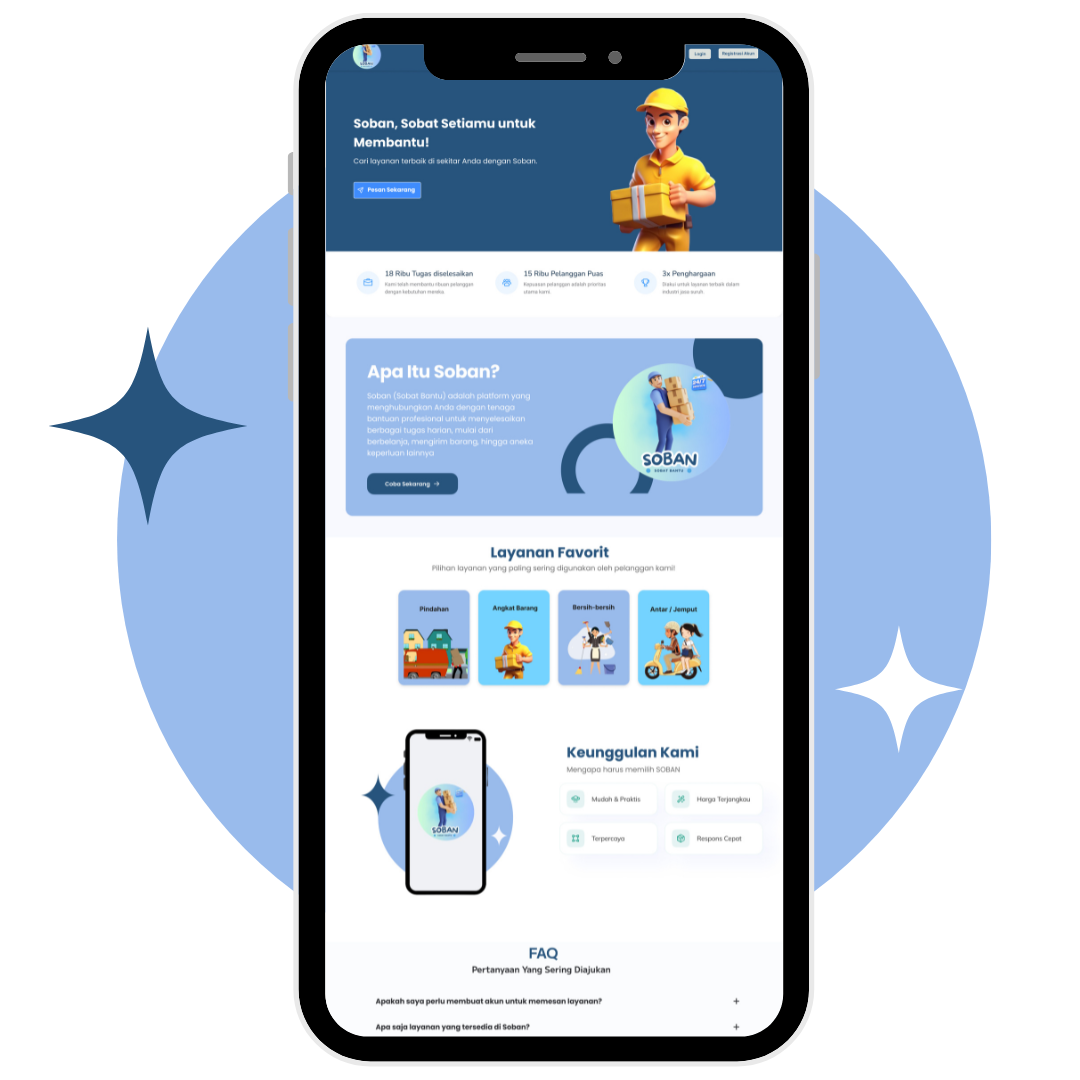 SOBAN
Login
Registrasi Akun
Soban, Sobat Setiamu untuk
Membantu!
Cari layanan terbaik di sekitar Anda dengan Soban.
Pesan Sekarang
18 Ribu Tugas diselesaikan
Kami telah membantu ribuan pelanggan
dengan kebutuhan mereka.
15 Ribu Pelanggan Puas
Kepuasan pelanggan adalah prioritas
utama kami.
3x Penghargaan
Diakui untuk layanan terbaik dalam
industri jasa suruh.
Apa Itu Soban?
Soban (Sobat Bantu) adalah platform yang
menghubungkan Anda dengan tenaga
bantuan profesional untuk menyelesaikan
berbagai tugas harian, mulai dari
berbelanja, mengirim barang, hingga aneka
keperluan lainnya
Coba Sekarang →
24/7
SOBAN
SOBAT BANTU
Layanan Favorit
Pilihan layanan yang paling sering digunakan oleh pelanggan kami!
Pindahan
Angkat Barang
Bersih-bersih
Antar / Jemput
SOBAN
Keunggulan Kami
Mengapa harus memilih SOBAN
Mudah & Praktis
Harga Terjangkau
Terpercaya
Respons Cepat
FAQ
Pertanyaan Yang Sering Diajukan
Apakah saya perlu membuat akun untuk memesan layanan? +
Apa saja layanan yang tersedia di Soban? +